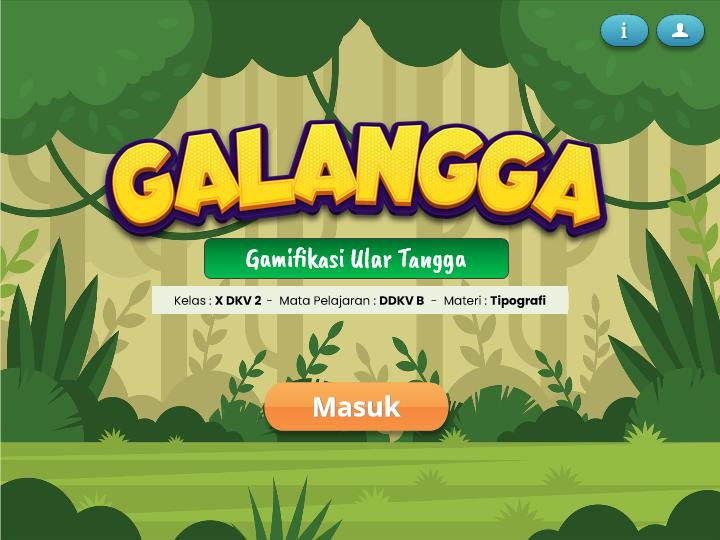 i
GALANGGA
Gamifikasi Ular Tangga
Kelas : X DKV 2 - Mata Pelajaran : DDKV B - Materi : Tipografi
Masuk